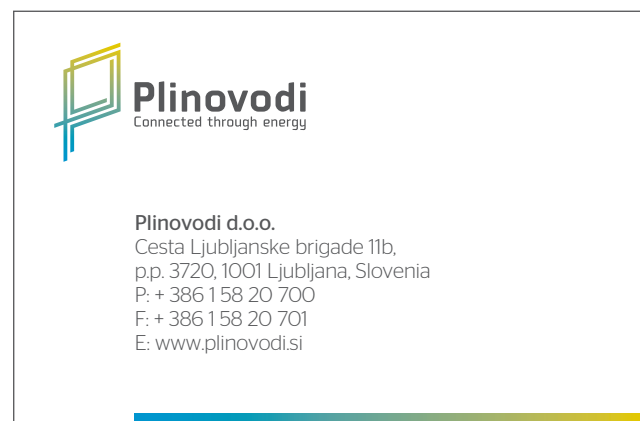 Plinovodi
Connected through energy
Plinovodi d.o.o.
Cesta Ljubljanske brigade 11b,
p.p. 3720, 1001 Ljubljana, Slovenia
P: + 386 1 58 20 700
F: + 386 1 58 20 701
E: www.plinovodi.si